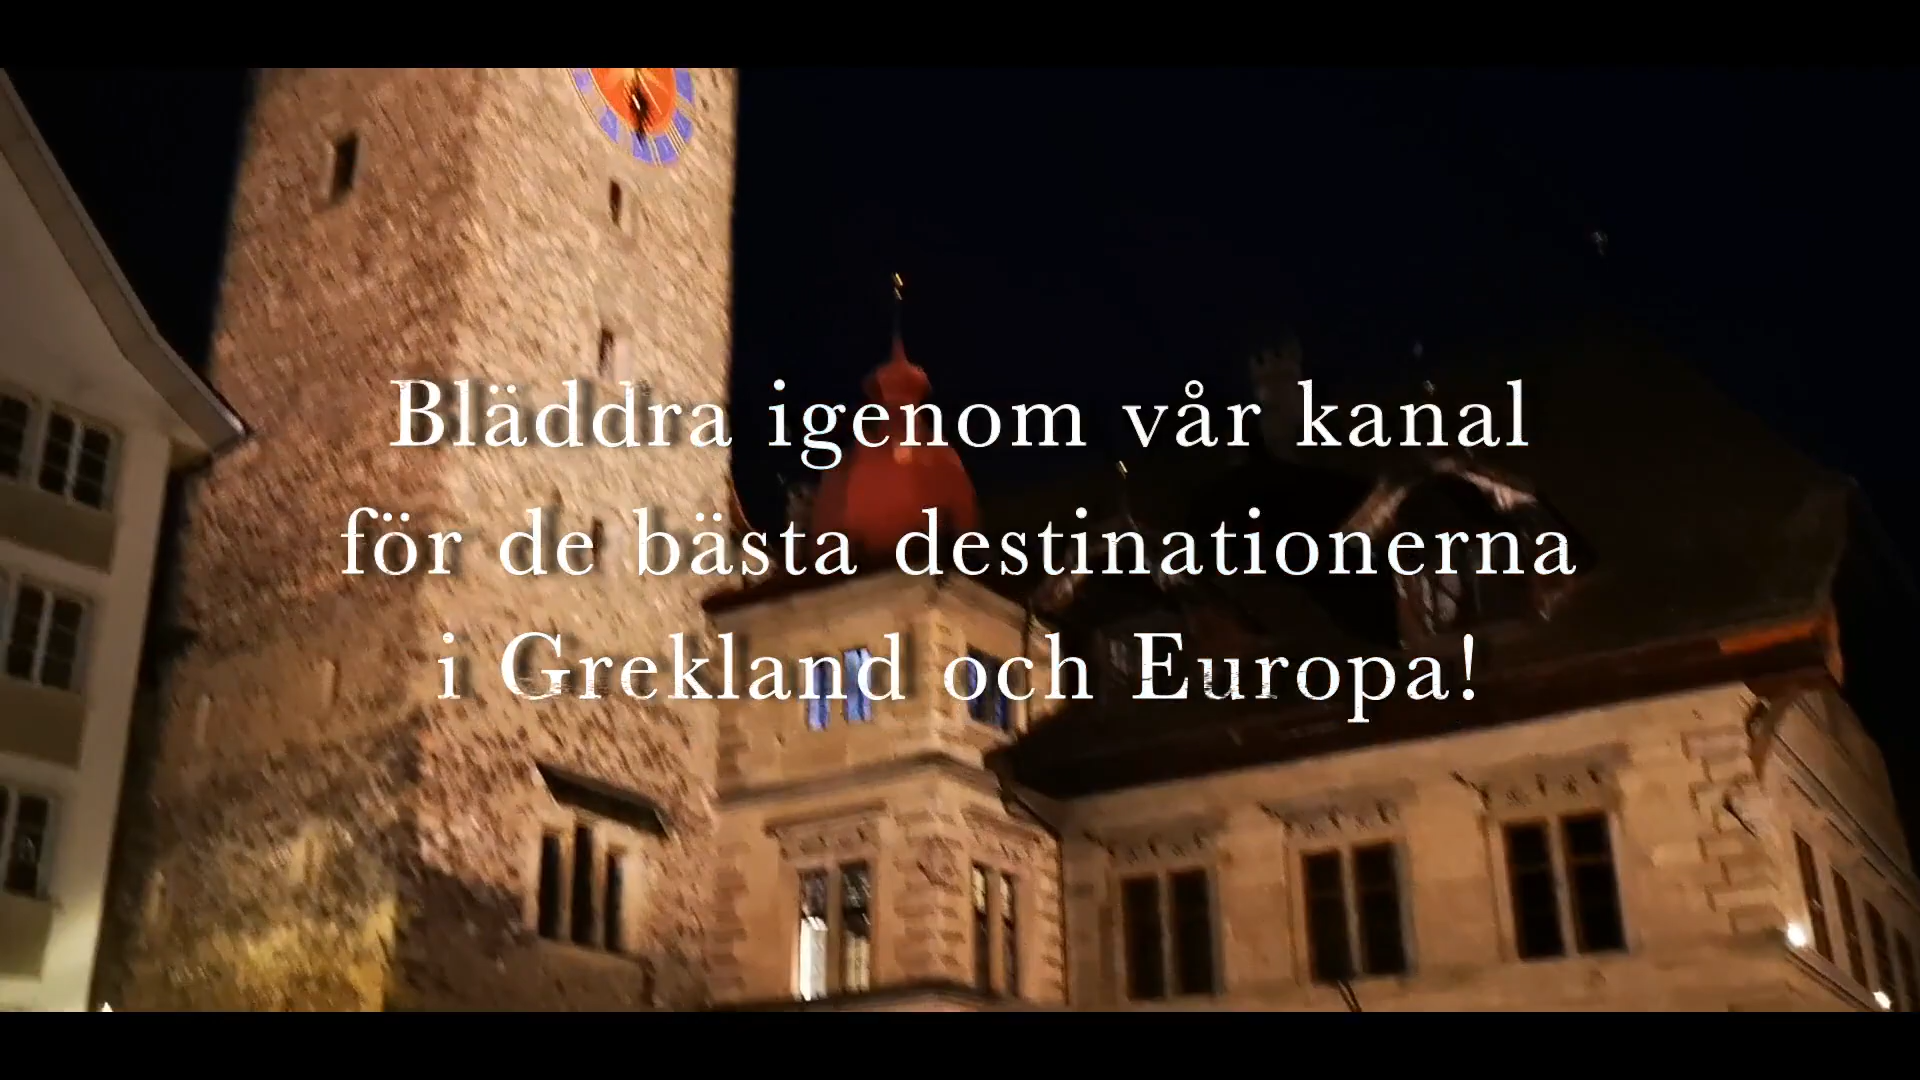 Bläddra igenom vår kanal
för de bästa destinationerna
i Grekland och Europa!